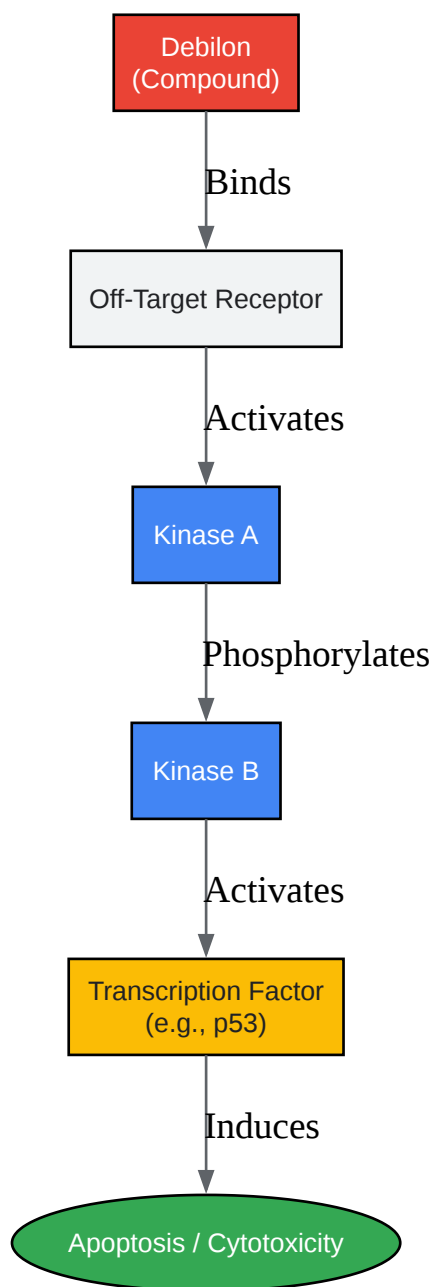 Debilon
(Compound)
Binds
Off-Target Receptor
Activates
Kinase A
Phosphorylates
Kinase B
Activates
Transcription Factor
(e.g., p53)
Induces
Apoptosis / Cytotoxicity